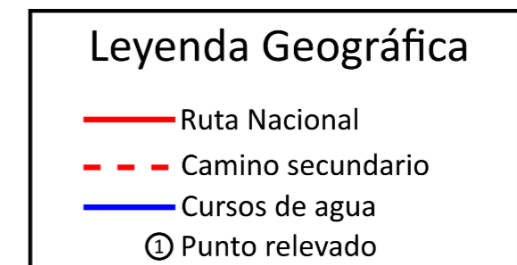 Leyenda Geográfica
Ruta Nacional
Camino secundario
Cursos de agua
① Punto relevado